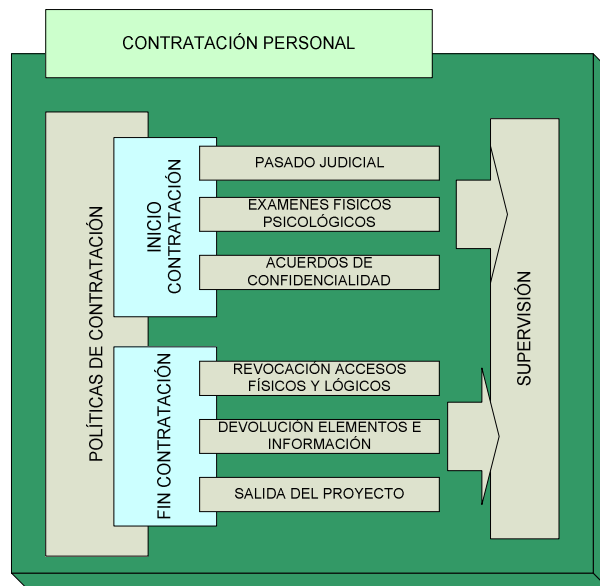 CONTRATACIÓN PERSONAL
POLÍTICAS DE CONTRATACIÓN
INICIO
CONTRATACIÓN
PASADO JUDICIAL
EXAMENES FISICOS
PSICOLÓGICOS
ACUERDOS DE
CONFIDENCIALIDAD
FIN CONTRATACIÓN
REVOCACIÓN ACCESOS
FÍSICOS Y LÓGICOS
DEVOLUCIÓN ELEMENTOS E
INFORMACIÓN
SALIDA DEL PROYECTO
SUPERVISIÓN